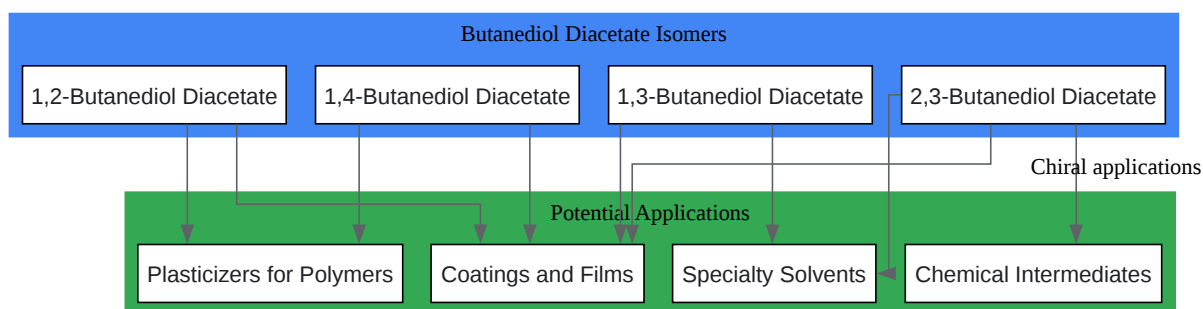 Butanediol Diacetate Isomers
1,2-Butanediol Diacetate
1,4-Butanediol Diacetate
1,3-Butanediol Diacetate
2,3-Butanediol Diacetate
Chiral applications
Potential Applications
Plasticizers for Polymers
Coatings and Films
Specialty Solvents
Chemical Intermediates